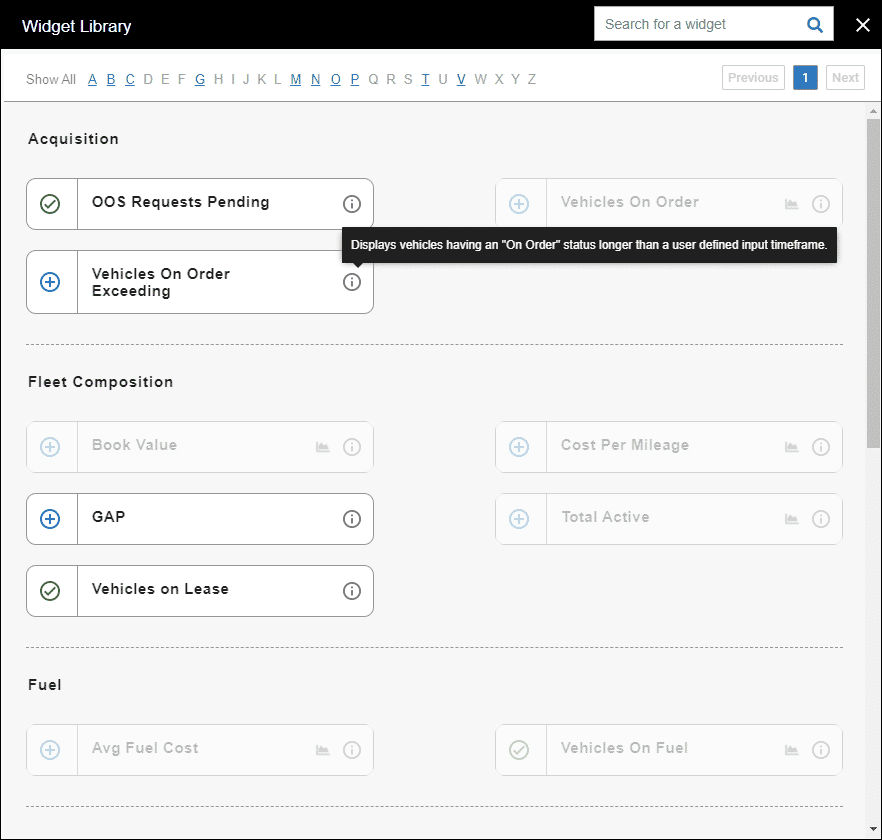 Widget Library
Search for a widget
Show All A B C D E F G H I J K L M N O P Q R S T U V W X Y Z
Previous 1 Next
Acquisition
OOS Requests Pending
Vehicles On Order
Displays vehicles having an "On Order" status longer than a user defined input timeframe.
Vehicles On Order
Exceeding
Fleet Composition
Book Value
Cost Per Mileage
GAP
Total Active
Vehicles on Lease
Fuel
Avg Fuel Cost
Vehicles On Fuel